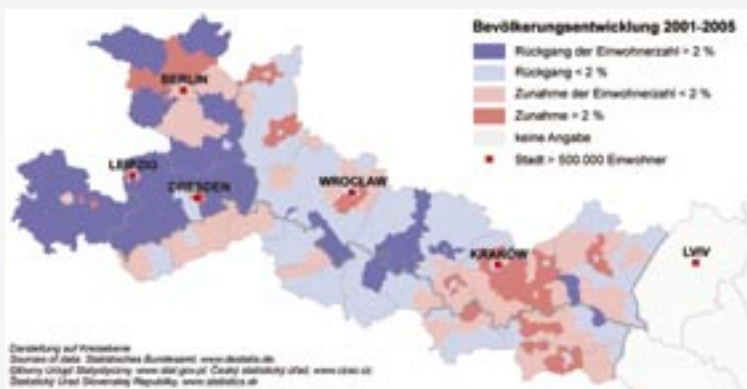 Bevölkerungsentwicklung 2001-2005
Rückgang der Einwohnerzahl > 2 %
Rückgang < 2 %
Zunahme der Einwohnerzahl < 2 %
Zunahme > 2 %
keine Angabe
Stadt > 500.000 Einwohner
BERLIN
LEIPZIG
DRESDEN
WROCŁAW
KRAKÓW
LVIV
Darstellung auf Kreisebene
Sources of data: Statistisches Bundesamt, www.destatis.de,
Główny Urząd Statystyczny, www.stat.gov.pl, Český statistický úřad, www.czso.cz,
Štatistický Úrad Slovenskej Republiky, www.statistics.sk